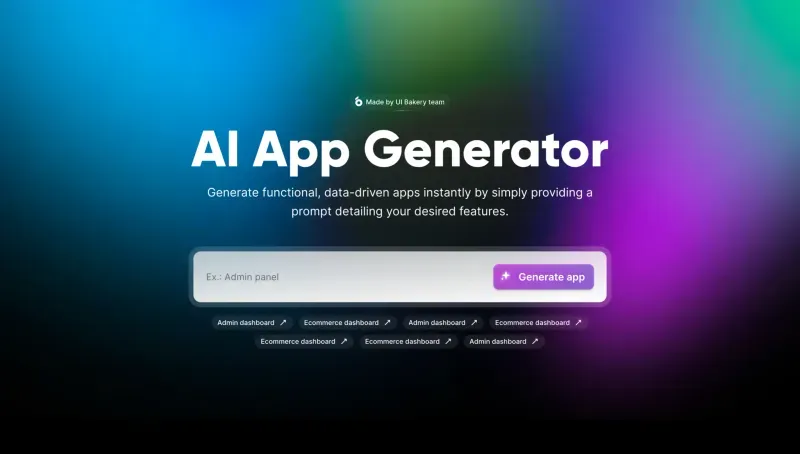 Made by UI Bakery team
AI App Generator
Generate functional, data-driven apps instantly by simply providing a
prompt detailing your desired features.
Ex.: Admin panel
Generate app
Admin dashboard ↗ Ecommerce dashboard ↗ Admin dashboard ↗ Ecommerce dashboard ↗
Ecommerce dashboard ↗ Ecommerce dashboard ↗ Admin dashboard ↗